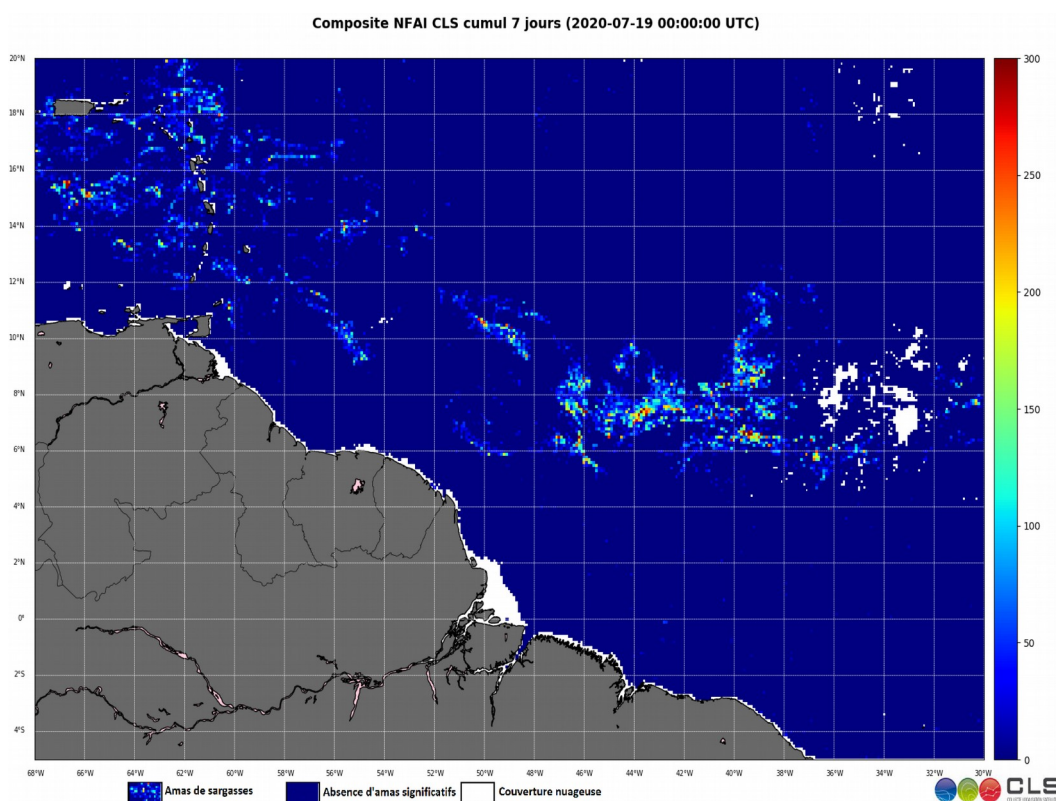 Composite NFAI CLS cumul 7 jours (2020-07-19 00:00:00 UTC)
20°N
18°N
16°N
14°N
12°N
10°N
8°N
6°N
4°N
2°N
0°
2°S
4°S
300
250
200
150
100
50
0
68°W 66°W 64°W 62°W 60°W 58°W 56°W 54°W 52°W 50°W 48°W 46°W 44°W 42°W 40°W 38°W 36°W 34°W 32°W 30°W
Amas de sargasses Absence d'amas significatifs Couverture nuageuse
CLS